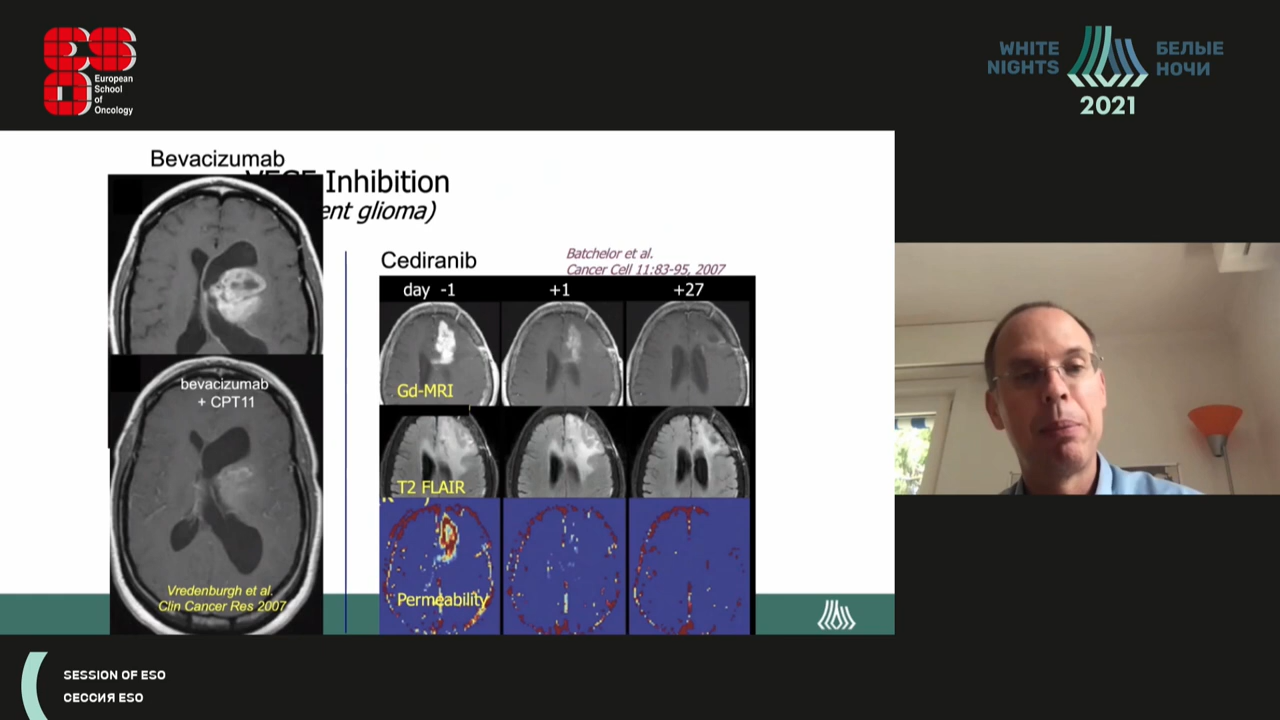 European
School
of
Oncology
WHITE
NIGHTS
БЕЛЫЕ
НОЧИ
2021
Bevacizumab
VEGF Inhibition
glioma)
bevacizumab
+ CPT11
Vredenburgh et al.
Clin Cancer Res 2007
Cediranib
Batchelor et al.
Cancer Cell 11:83-95, 2007
day -1 +1 +27
Gd-MRI
T2 FLAIR
Permeability
SESSION OF ESO
СЕССИЯ ESO